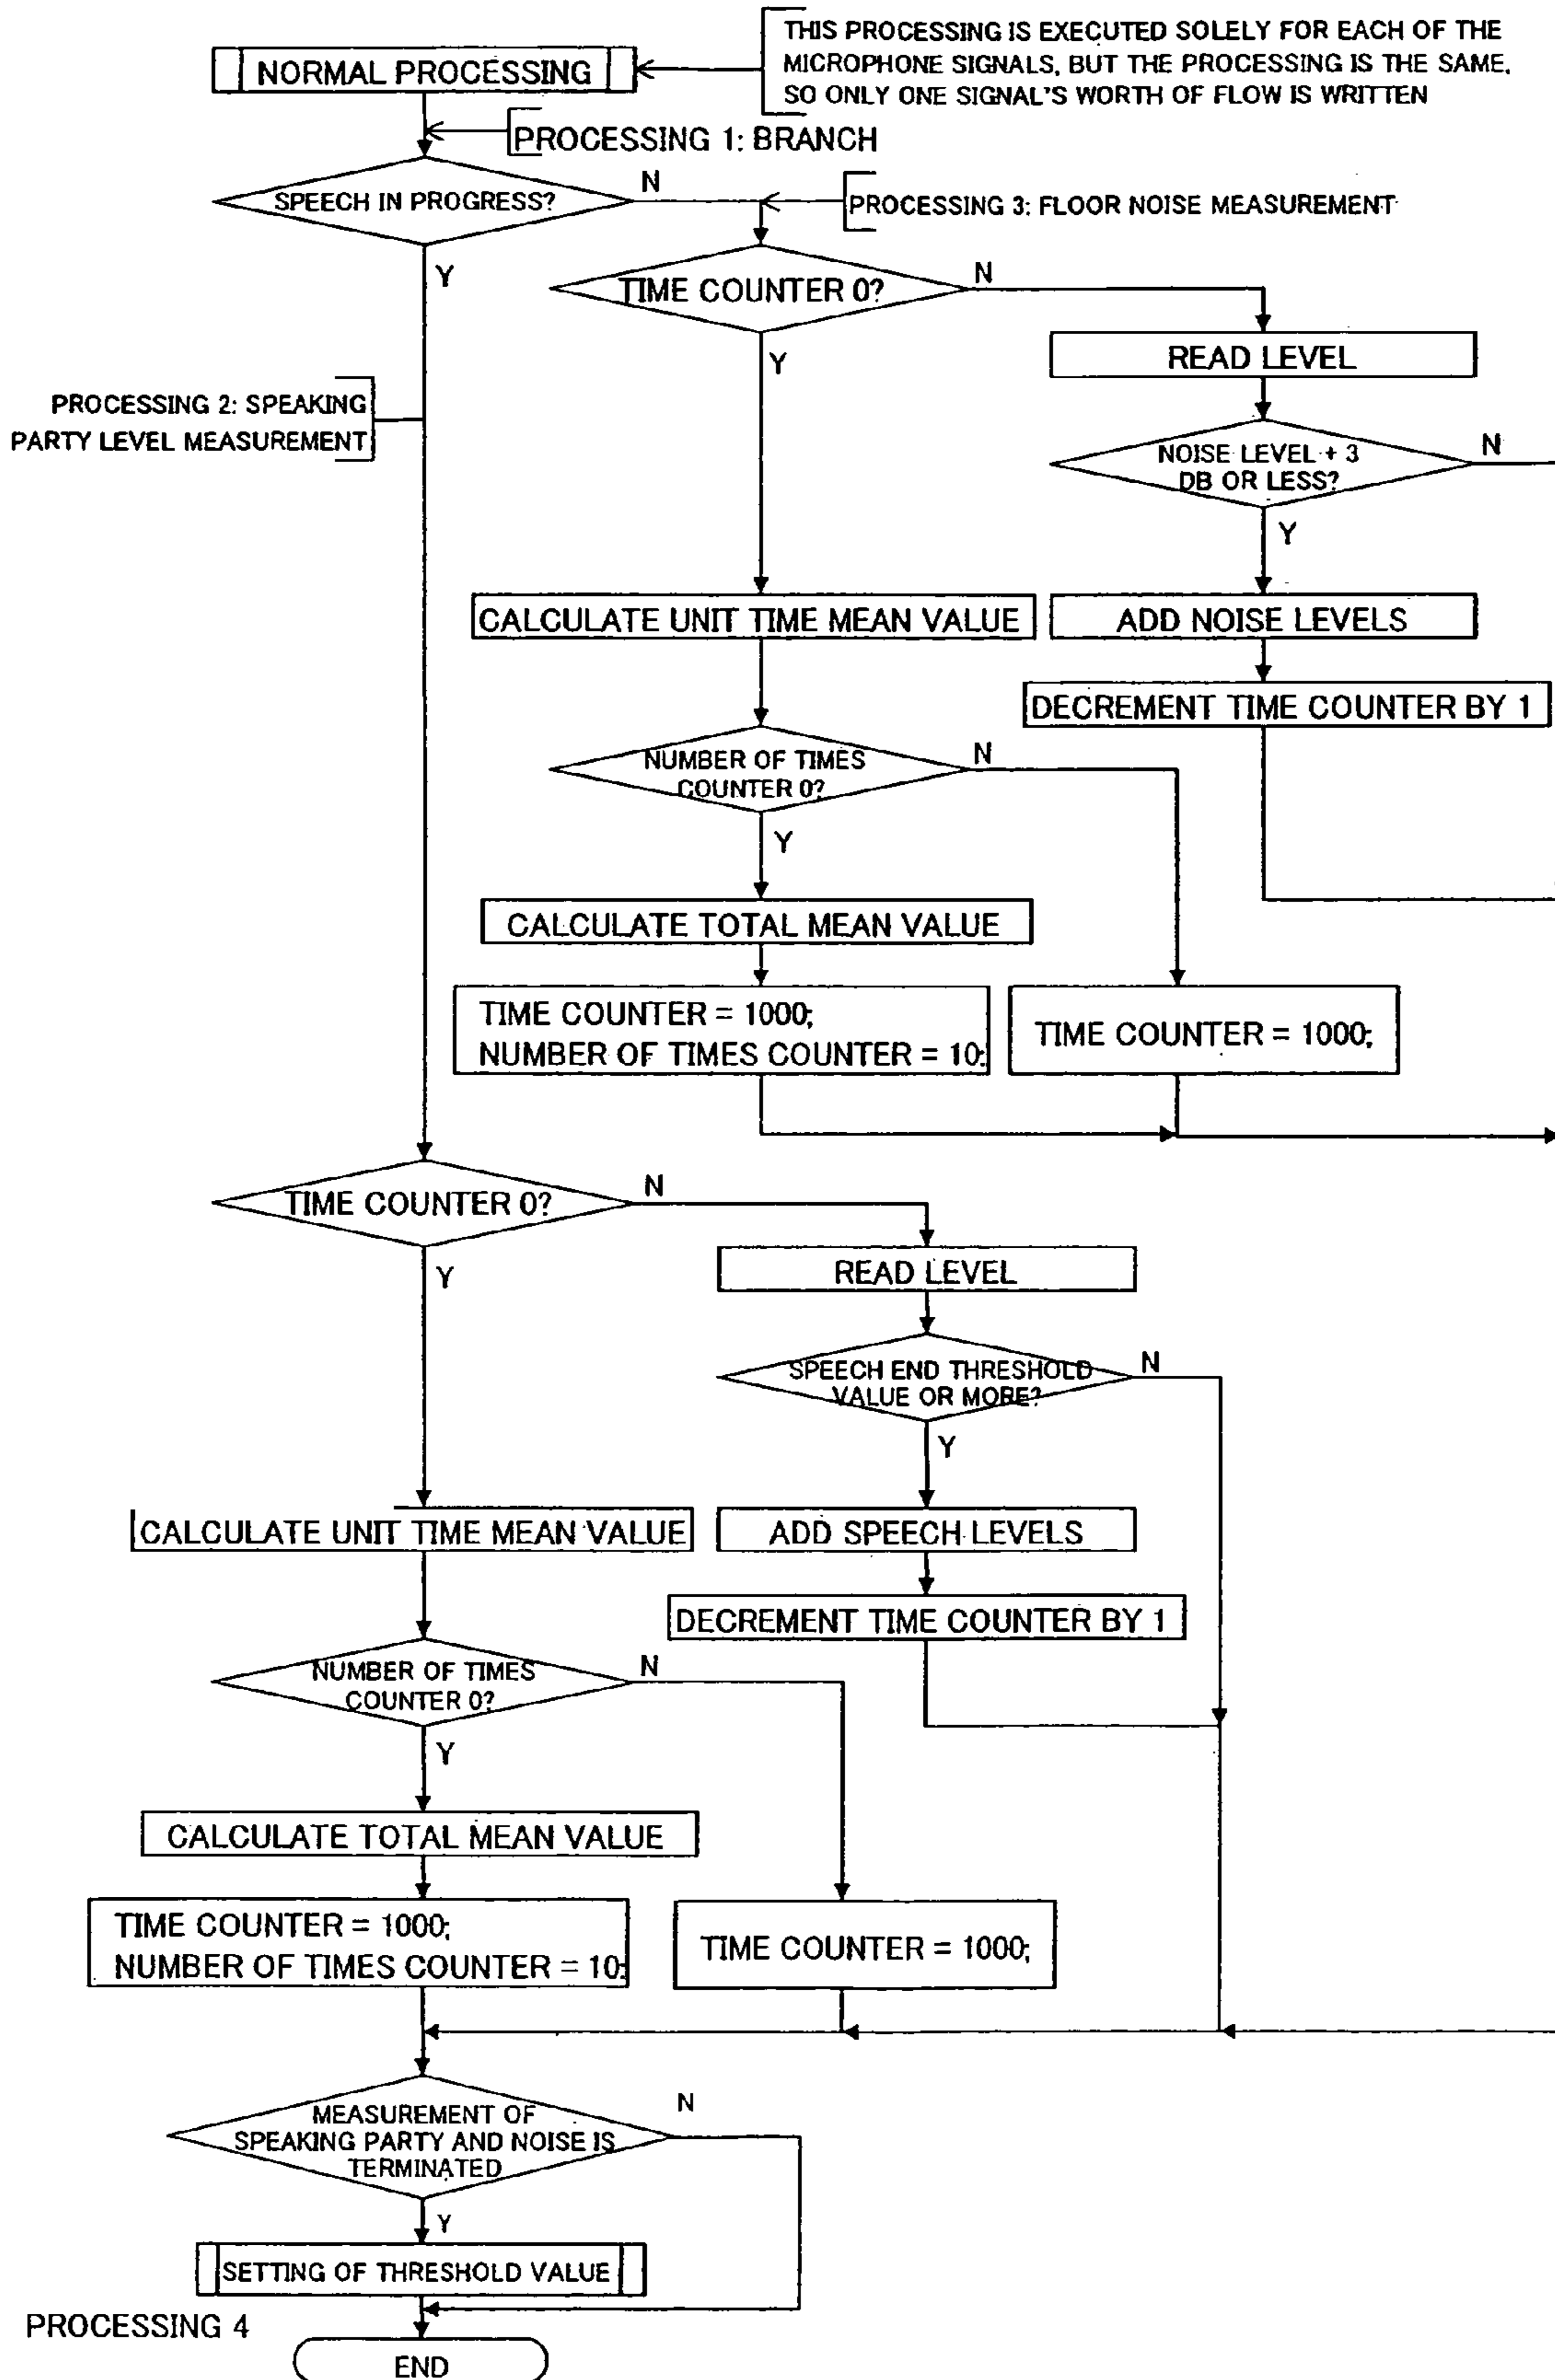 THIS PROCESSING IS EXECUTED SOLELY FOR EACH OF THE
MICROPHONE SIGNALS, BUT THE PROCESSING IS THE SAME,
SO ONLY ONE SIGNAL'S WORTH OF FLOW IS WRITTEN
NORMAL PROCESSING
PROCESSING 1: BRANCH
SPEECH IN PROGRESS?
N
Y
PROCESSING 3: FLOOR NOISE MEASUREMENT
TIME COUNTER 0?
N
Y
READ LEVEL
PROCESSING 2: SPEAKING
PARTY LEVEL MEASUREMENT
NOISE LEVEL + 3
DB OR LESS?
N
Y
CALCULATE UNIT TIME MEAN VALUE
ADD NOISE LEVELS
DECREMENT TIME COUNTER BY 1
NUMBER OF TIMES
COUNTER 0?
N
Y
CALCULATE TOTAL MEAN VALUE
TIME COUNTER = 1000;
NUMBER OF TIMES COUNTER = 10;
TIME COUNTER = 1000;
TIME COUNTER 0?
N
Y
READ LEVEL
SPEECH END THRESHOLD
VALUE OR MORE?
N
Y
CALCULATE UNIT TIME MEAN VALUE
ADD SPEECH LEVELS
DECREMENT TIME COUNTER BY 1
NUMBER OF TIMES
COUNTER 0?
N
Y
CALCULATE TOTAL MEAN VALUE
TIME COUNTER = 1000;
NUMBER OF TIMES COUNTER = 10;
TIME COUNTER = 1000;
MEASUREMENT OF
SPEAKING PARTY AND NOISE IS
TERMINATED
N
Y
SETTING OF THRESHOLD VALUE
PROCESSING 4
END